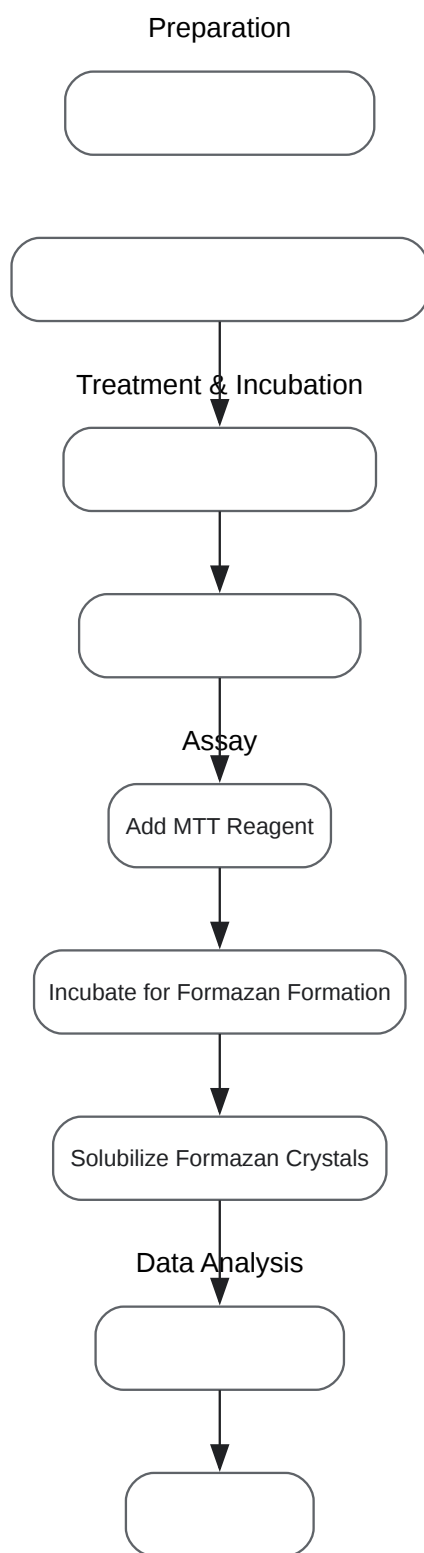 Preparation
Treatment & Incubation
Assay
Add MTT Reagent
Incubate for Formazan Formation
Solubilize Formazan Crystals
Data Analysis